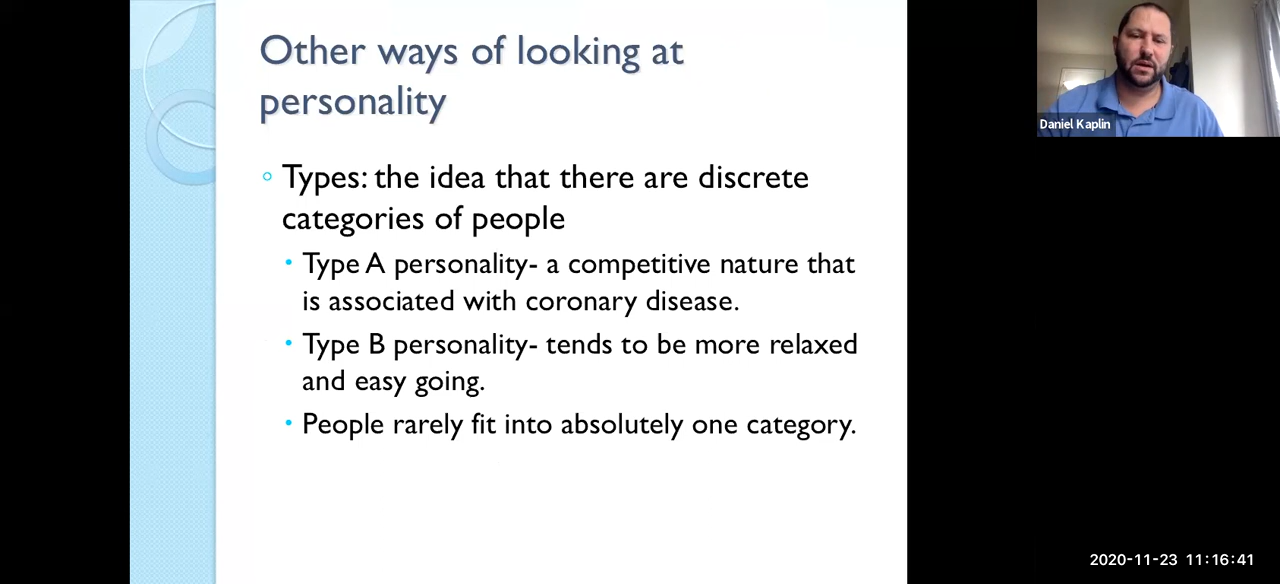 Other ways of looking at
personality
Types: the idea that there are discrete
categories of people
Type A personality- a competitive nature that
is associated with coronary disease.
Type B personality- tends to be more relaxed
and easy going.
People rarely fit into absolutely one category.
Daniel Kaplin
2020-11-23 11:16:41